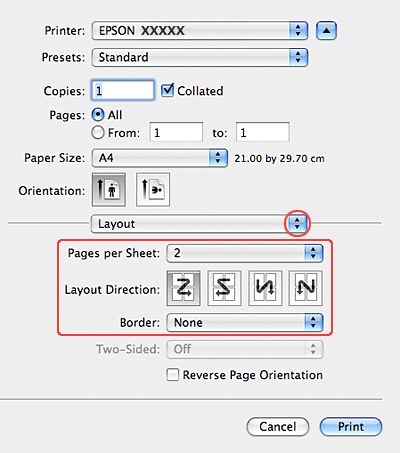 Printer: EPSON XXXXX
Presets: Standard
Copies: 1 Collated
Pages: All
From: 1 to: 1
Paper Size: A4 21.00 by 29.70 cm
Orientation:
Layout
Pages per Sheet: 2
Layout Direction:
Border: None
Two-Sided: Off
Reverse Page Orientation
Cancel Print